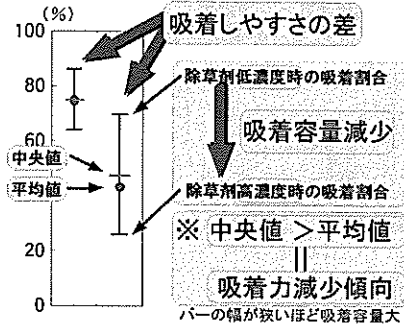 (%)
100
80
60
20
0
中央値
平均値
吸着しやすさの差
除草剤低濃度時の吸着割合
吸着容量減少
除草剤高濃度時の吸着割合
※ 中央値 > 平均値
||
吸着力減少傾向
バーの幅が狭いほど吸着容量大